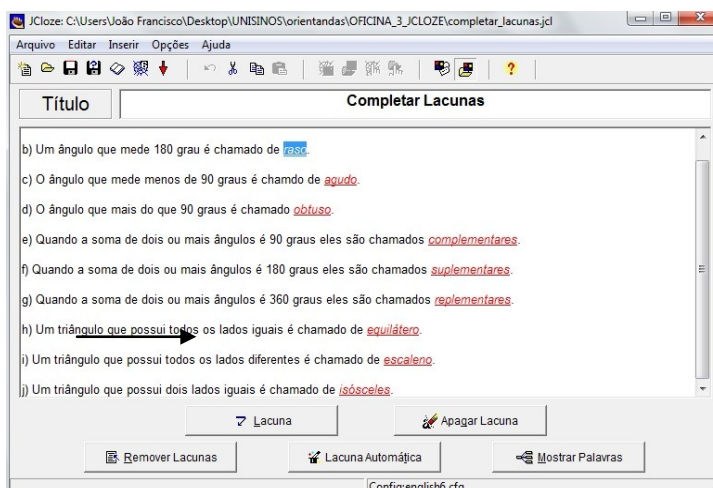 JCloze: C:\Users\João Francisco\Desktop\UNISINOS\orientandas\OFICINA_3_JCLOZE\completar_lacunas.jcl
Arquivo Editar Inserir Opções Ajuda
Título
Completar Lacunas
b) Um ângulo que mede 180 grau é chamado de raso.
c) O ângulo que mede menos de 90 graus é chamdo de agudo.
d) O ângulo que mais do que 90 graus é chamado obtuso.
e) Quando a soma de dois ou mais ângulos é 90 graus eles são chamados complementares.
f) Quando a soma de dois ou mais ângulos é 180 graus eles são chamados suplementares.
g) Quando a soma de dois ou mais ângulos é 360 graus eles são chamados replementares.
h) Um triângulo que possui todos os lados iguais é chamado de equilátero.
i) Um triângulo que possui todos os lados diferentes é chamado de escaleno.
j) Um triângulo que possui dois lados iguais é chamado de isósceles.
Lacuna Apagar Lacuna
Remover Lacunas Lacuna Automática Mostrar Palavras
Config:english6.cfg